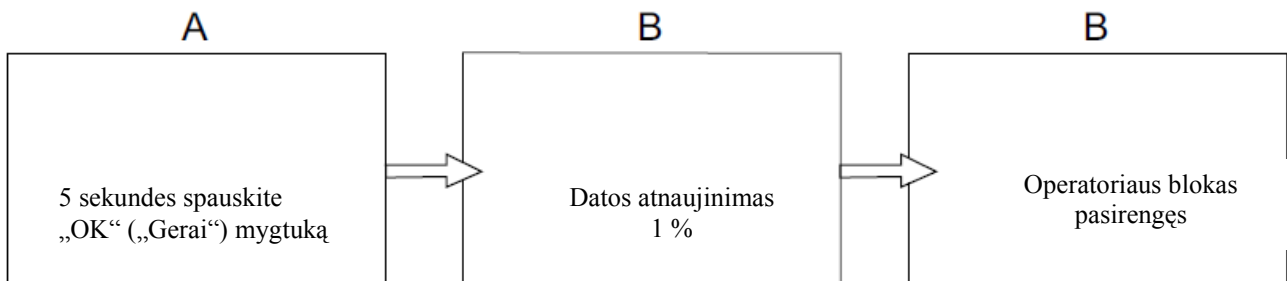 A
B
B
5 sekundes spauskite
„OK“ („Gerai“) mygtuką
Datos atnaujinimas
1 %
Operatoriaus blokas
pasirengęs